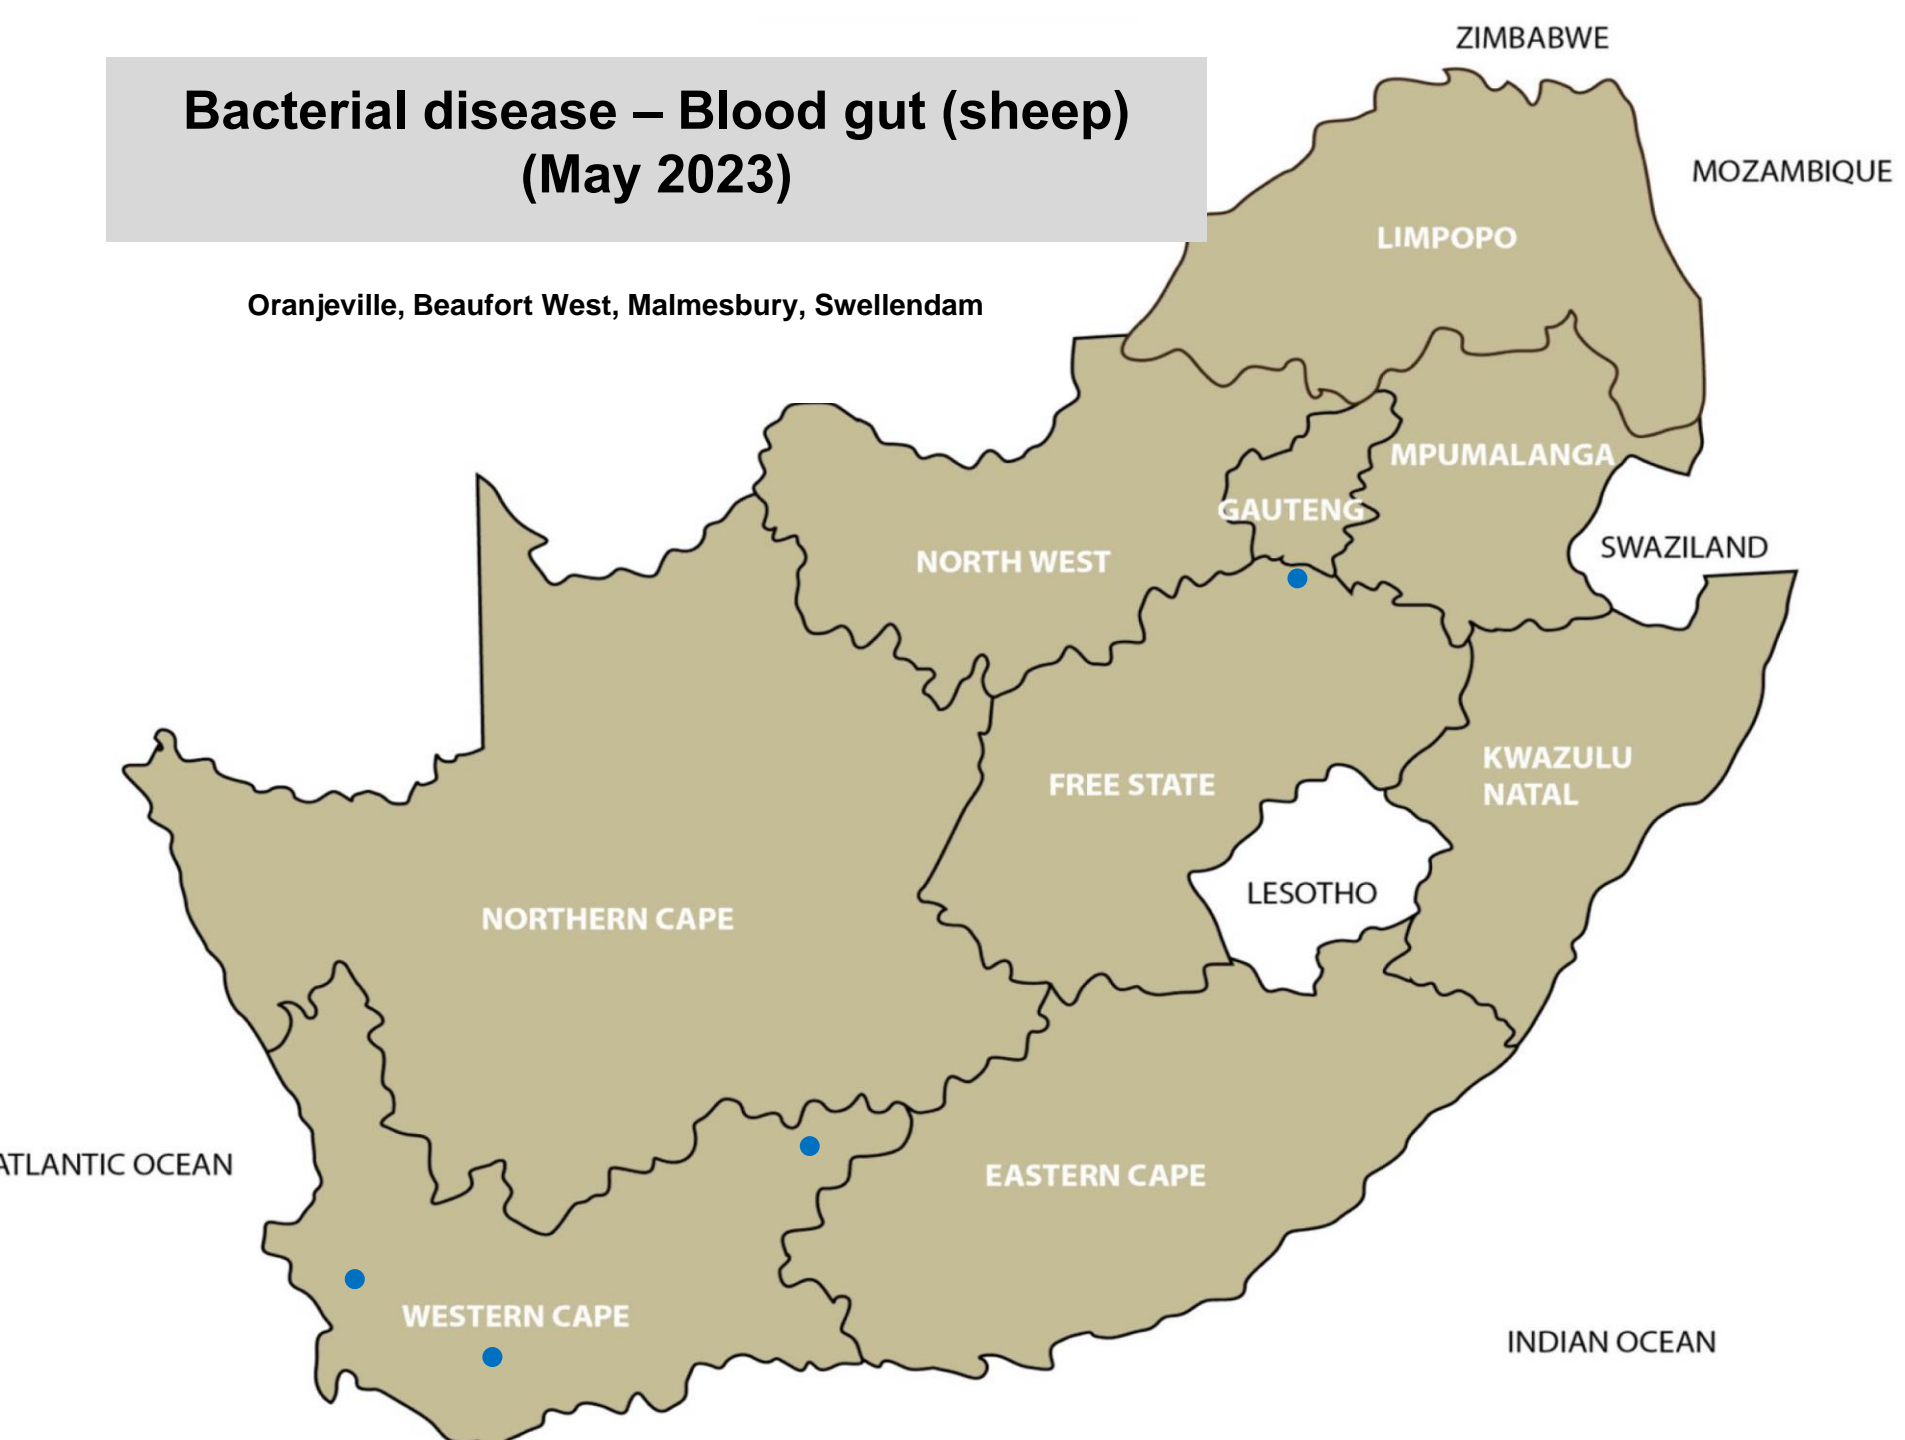 ZIMBABWE
Bacterial disease – Blood gut (sheep)
(May 2023)
MOZAMBIQUE
LIMPOPO
Oranjeville, Beaufort West, Malmesbury, Swellendam
MPUMALANGA
GAUTENG
NORTH WEST
SWAZILAND
FREE STATE
KWAZULU
NATAL
LESOTHO
NORTHERN CAPE
ATLANTIC OCEAN
EASTERN CAPE
WESTERN CAPE
INDIAN OCEAN